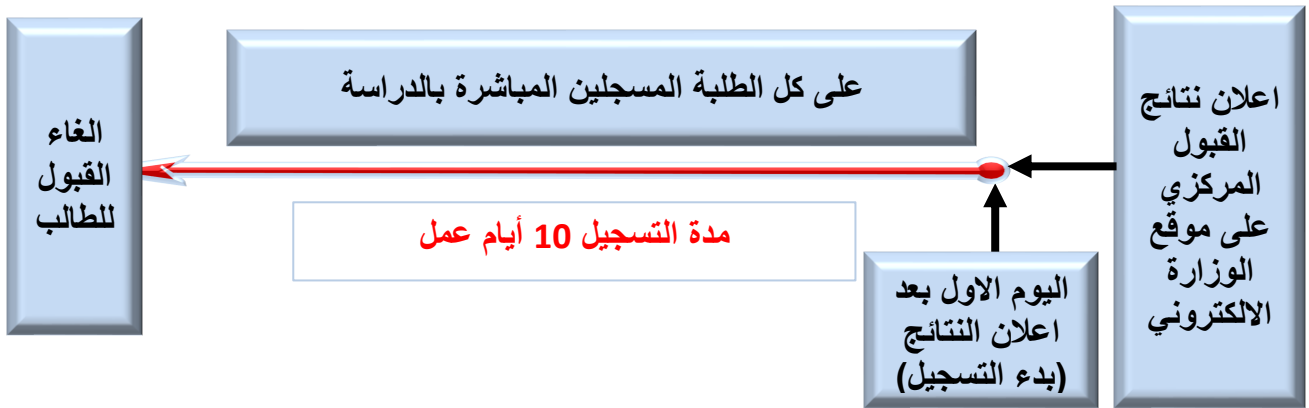 اعلان نتائج
القبول
المركزي
على موقع
الوزارة
الالكتروني
على كل الطلبة المسجلين المباشرة بالدراسة
مدة التسجيل 10 أيام عمل
اليوم الاول بعد
اعلان النتائج
(بدء التسجيل)
الغاء
القبول
للطالب